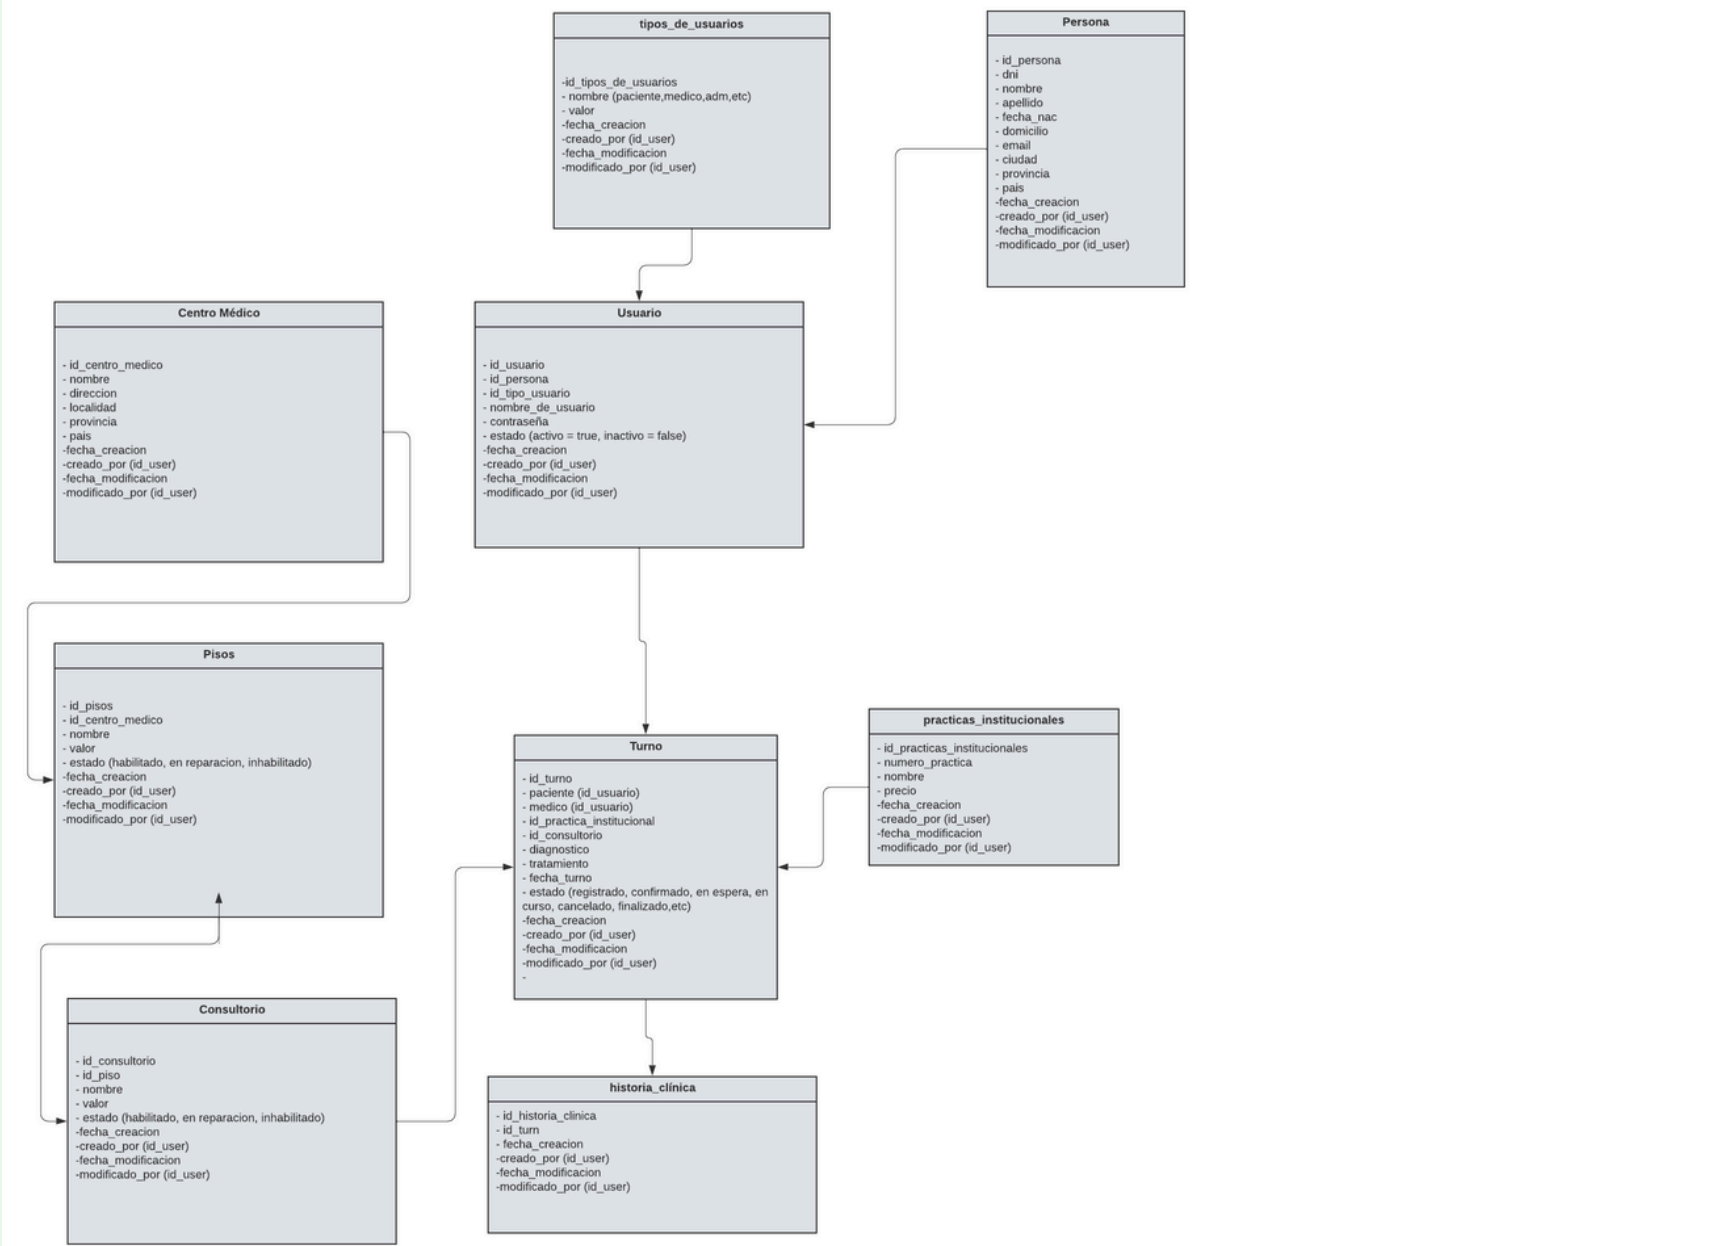 tipos_de_usuarios
-id_tipos_de_usuarios
- nombre (paciente,medico,adm,etc)
- valor
-fecha_creacion
-creado_por (id_user)
-fecha_modificacion
-modificado_por (id_user)
Persona
- id_persona
- dni
- nombre
- apellido
- fecha_nac
- domicilio
- email
- ciudad
- provincia
- pais
-fecha_creacion
-creado_por (id_user)
-fecha_modificacion
-modificado_por (id_user)
Centro Médico
- id_centro_medico
- nombre
- direccion
- localidad
- provincia
- pais
-fecha_creacion
-creado_por (id_user)
-fecha_modificacion
-modificado_por (id_user)
Usuario
- id_usuario
- id_persona
- id_tipo_usuario
- nombre_de_usuario
- contraseña
- estado (activo = true, inactivo = false)
-fecha_creacion
-creado_por (id_user)
-fecha_modificacion
-modificado_por (id_user)
Pisos
- id_pisos
- id_centro_medico
- nombre
- valor
- estado (habilitado, en reparacion, inhabilitado)
-fecha_creacion
-creado_por (id_user)
-fecha_modificacion
-modificado_por (id_user)
Turno
- id_turno
- paciente (id_usuario)
- medico (id_usuario)
- id_practica_institucional
- id_consultorio
- diagnostico
- tratamiento
- fecha_turno
- estado (registrado, confirmado, en espera, en
curso, cancelado, finalizado,etc)
-fecha_creacion
-creado_por (id_user)
-fecha_modificacion
-modificado_por (id_user)
-
practicas_institucionales
- id_practicas_institucionales
- numero_practica
- nombre
- precio
-fecha_creacion
-creado_por (id_user)
-fecha_modificacion
-modificado_por (id_user)
Consultorio
- id_consultorio
- id_piso
- nombre
- valor
- estado (habilitado, en reparacion, inhabilitado)
-fecha_creacion
-creado_por (id_user)
-fecha_modificacion
-modificado_por (id_user)
historia_clínica
- id_historia_clinica
- id_turn
- fecha_creacion
-creado_por (id_user)
-fecha_modificacion
-modificado_por (id_user)